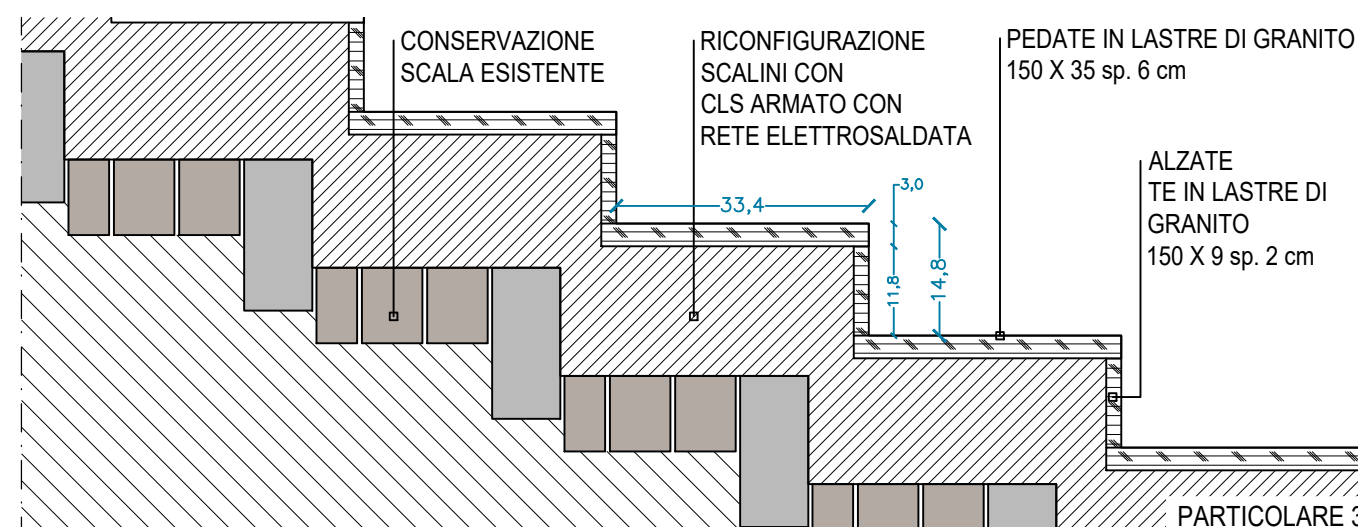 CONSERVAZIONE
SCALA ESISTENTE
RICONFIGURAZIONE
SCALINI CON
CLS ARMATO CON
RETE ELETTROSALDATA
PEDATE IN LASTRE DI GRANITO
150 X 35 sp. 6 cm
ALZATE
TE IN LASTRE DI
GRANITO
150 X 9 sp. 2 cm
3,0
33,4
11,8
14,8
PARTICOLARE 3